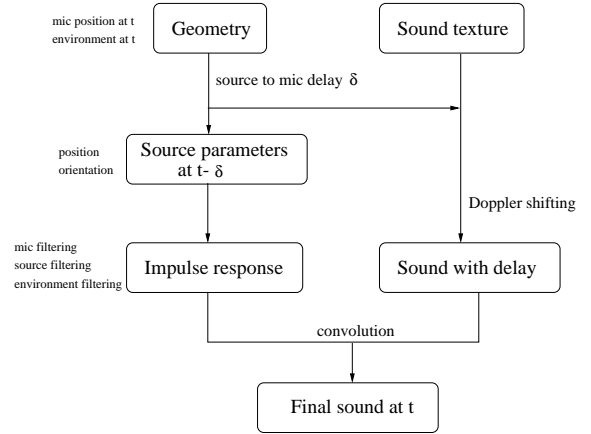 mic position at t
environment at t
Geometry
Sound texture
source to mic delay δ
position
orientation
Source parameters
at t- δ
Doppler shifting
mic filtering
source filtering
environment filtering
Impulse response
Sound with delay
convolution
Final sound at t